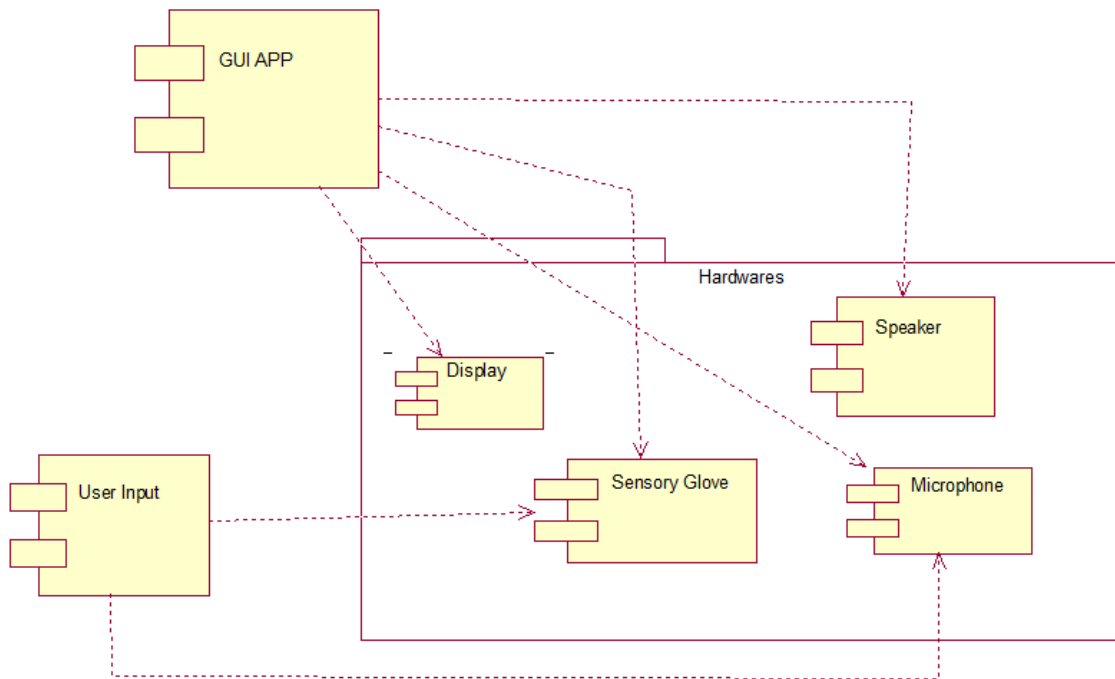 GUI APP
Hardwares
Speaker
Display
User Input
Sensory Glove
Microphone